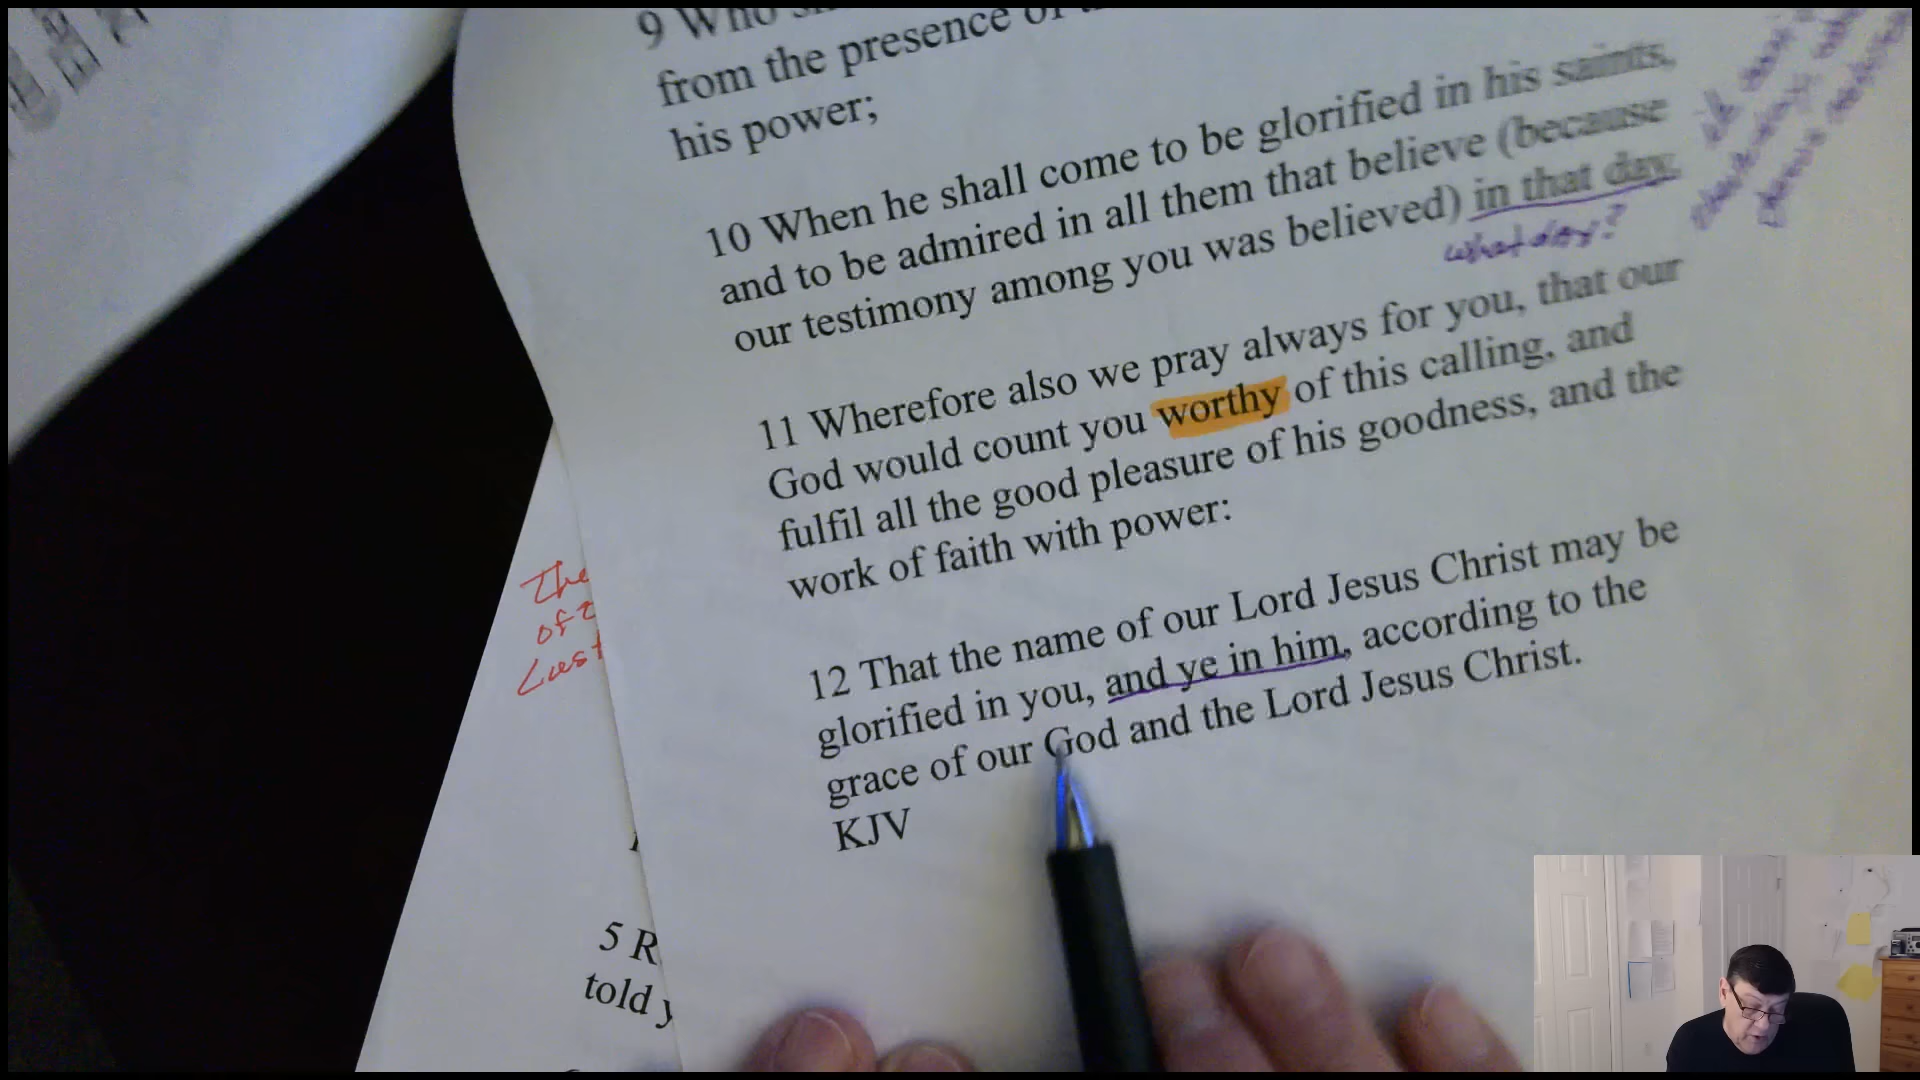 9 Who
from the presence of
his power;
10 When he shall come to be glorified in his saints,
and to be admired in all them that believe (because
our testimony among you was believed) in that day.
what day?
11 Wherefore also we pray always for you, that our
God would count you worthy of this calling, and
fulfil all the good pleasure of his goodness, and the
work of faith with power:
12 That the name of our Lord Jesus Christ may be
glorified in you, and ye in him, according to the
grace of our God and the Lord Jesus Christ.
KJV
The
of
Last
5 R
told y